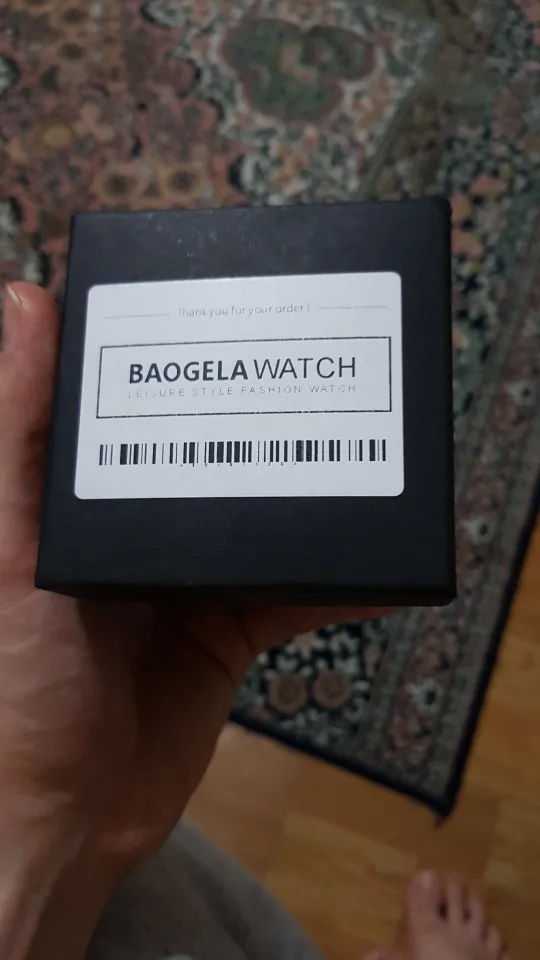 Thank you for your order !
BAOGELA WATCH
LEISURE STYLE FASHION WATCH